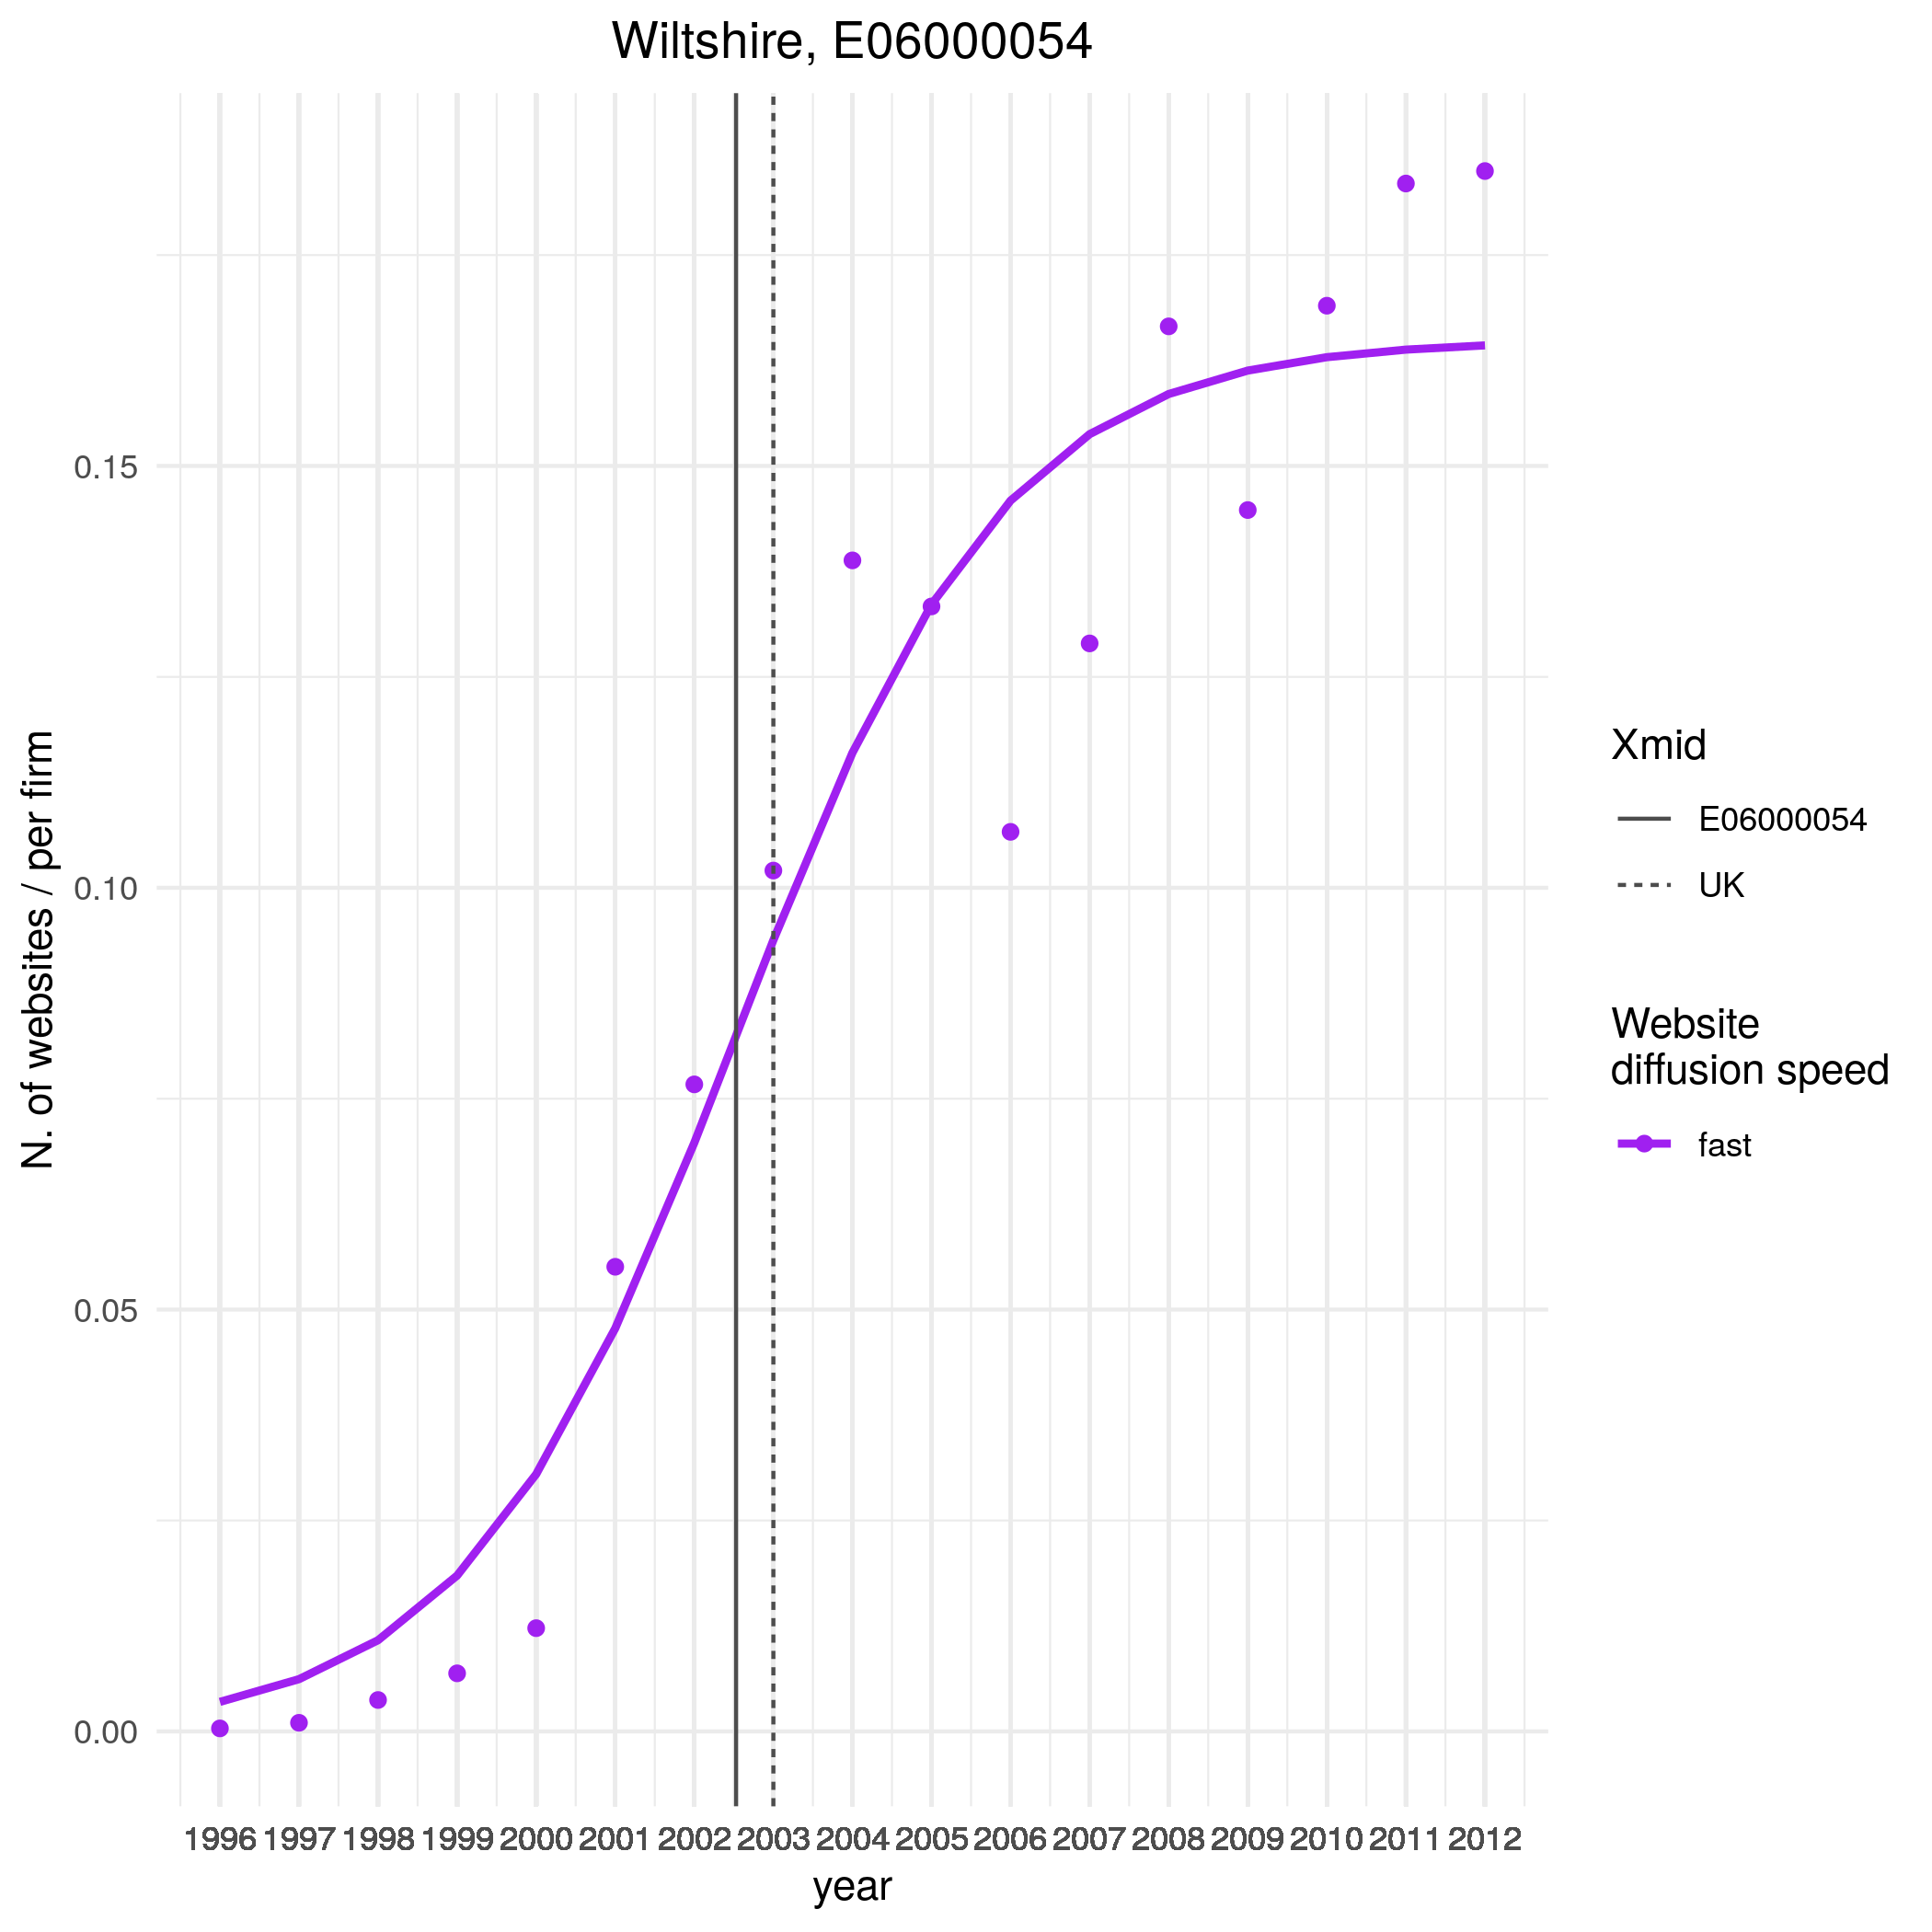 Wiltshire, E06000054
N. of websites / per firm
0.15
0.10
0.05
0.00
1996 1997 1998 1999 2000 2001 2002 2003 2004 2005 2006 2007 2008 2009 2010 2011 2012
year
Xmid
E06000054
UK
Website
diffusion speed
fast